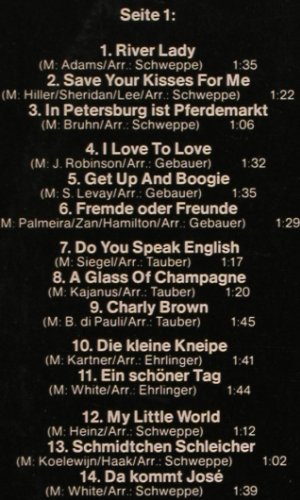 Seite 1:
1. River Lady
(M: Adams/Arr.: Schweppe) 1:35
2. Save Your Kisses For Me
(M: Hiller/Sheridan/Lee/Arr.: Schweppe) 1:22
3. In Petersburg ist Pferdemarkt
(M: Bruhn/Arr.: Schweppe) 1:06
4. I Love To Love
(M: J. Robinson/Arr.: Gebauer) 1:32
5. Get Up And Boogie
(M: S. Levay/Arr.: Gebauer) 1:35
6. Fremde oder Freunde
(M: Palmeira/Zan/Hamilton/Arr.: Gebauer) 1:29
7. Do You Speak English
(M: Siegel/Arr.: Tauber) 1:17
8. A Glass Of Champagne
(M: Kajanus/Arr.: Tauber) 1:20
9. Charly Brown
(M: B. di Pauli/Arr.: Tauber) 1:45
10. Die kleine Kneipe
(M: Kartner/Arr.: Ehrlinger) 1:41
11. Ein schöner Tag
(M: White/Arr.: Ehrlinger) 1:44
12. My Little World
(M: Heinz/Arr.: Schweppe) 1:12
13. Schmidtchen Schleicher
(M: Koelewijn/Haak/Arr.: Schweppe) 1:02
14. Da kommt José
(M: White/Arr.: Schweppe) 1:39